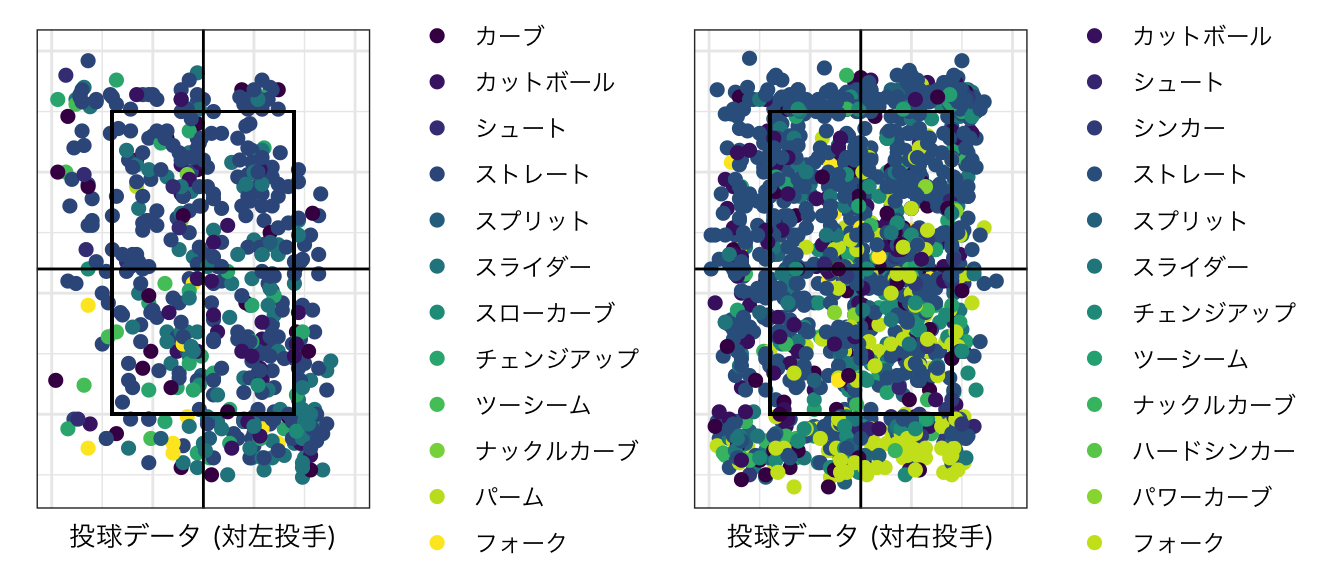 カーブ
カットボール
シュート
ストレート
スプリット
スライダー
スローカーブ
チェンジアップ
ツーシーム
ナックルカーブ
パーム
フォーク
投球データ (対左投手)
カットボール
シュート
シンカー
ストレート
スプリット
スライダー
チェンジアップ
ツーシーム
ナックルカーブ
ハードシンカー
パワーカーブ
フォーク
投球データ (対右投手)